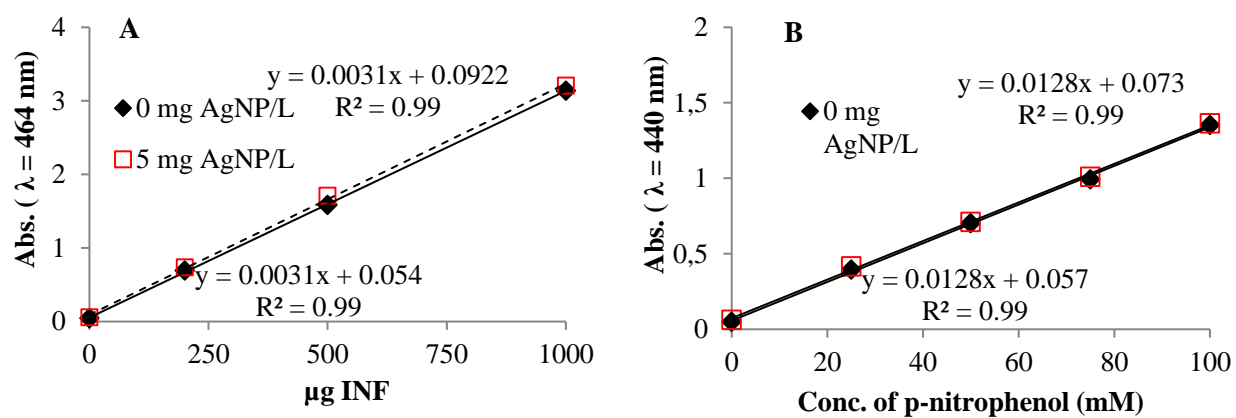 A
y = 0.0031x + 0.0922
R² = 0.99
0 mg AgNP/L
5 mg AgNP/L
y = 0.0031x + 0.054
R² = 0.99
Abs. ( λ = 464 nm)
4
3
2
1
0
0 250 500 750 1000
µg INF
B
y = 0.0128x + 0.073
R² = 0.99
0 mg
AgNP/L
y = 0.0128x + 0.057
R² = 0.99
Abs. ( λ = 440 nm)
2
1,5
1
0,5
0
0 20 40 60 80 100
Conc. of p-nitrophenol (mM)